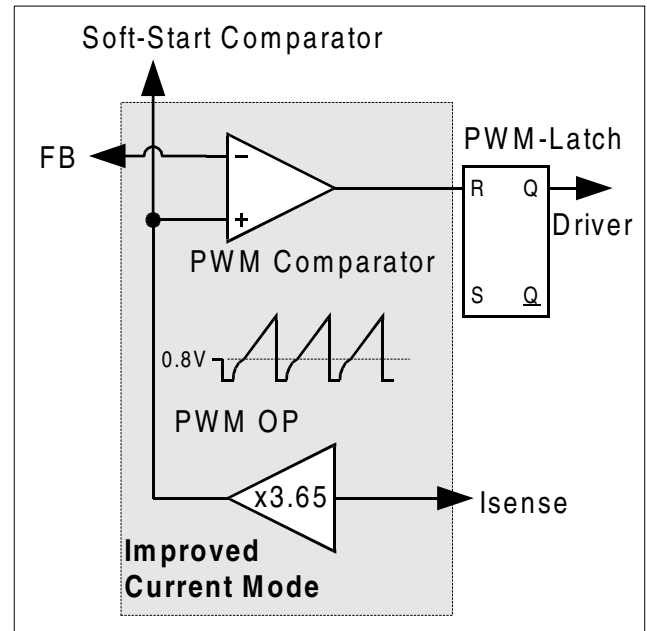 Soft-Start Comparator
FB
PWM-Latch
R Q
Driver
PWM Comparator
S Q
0.8V
PWM OP
x3.65
Isense
Improved
Current Mode